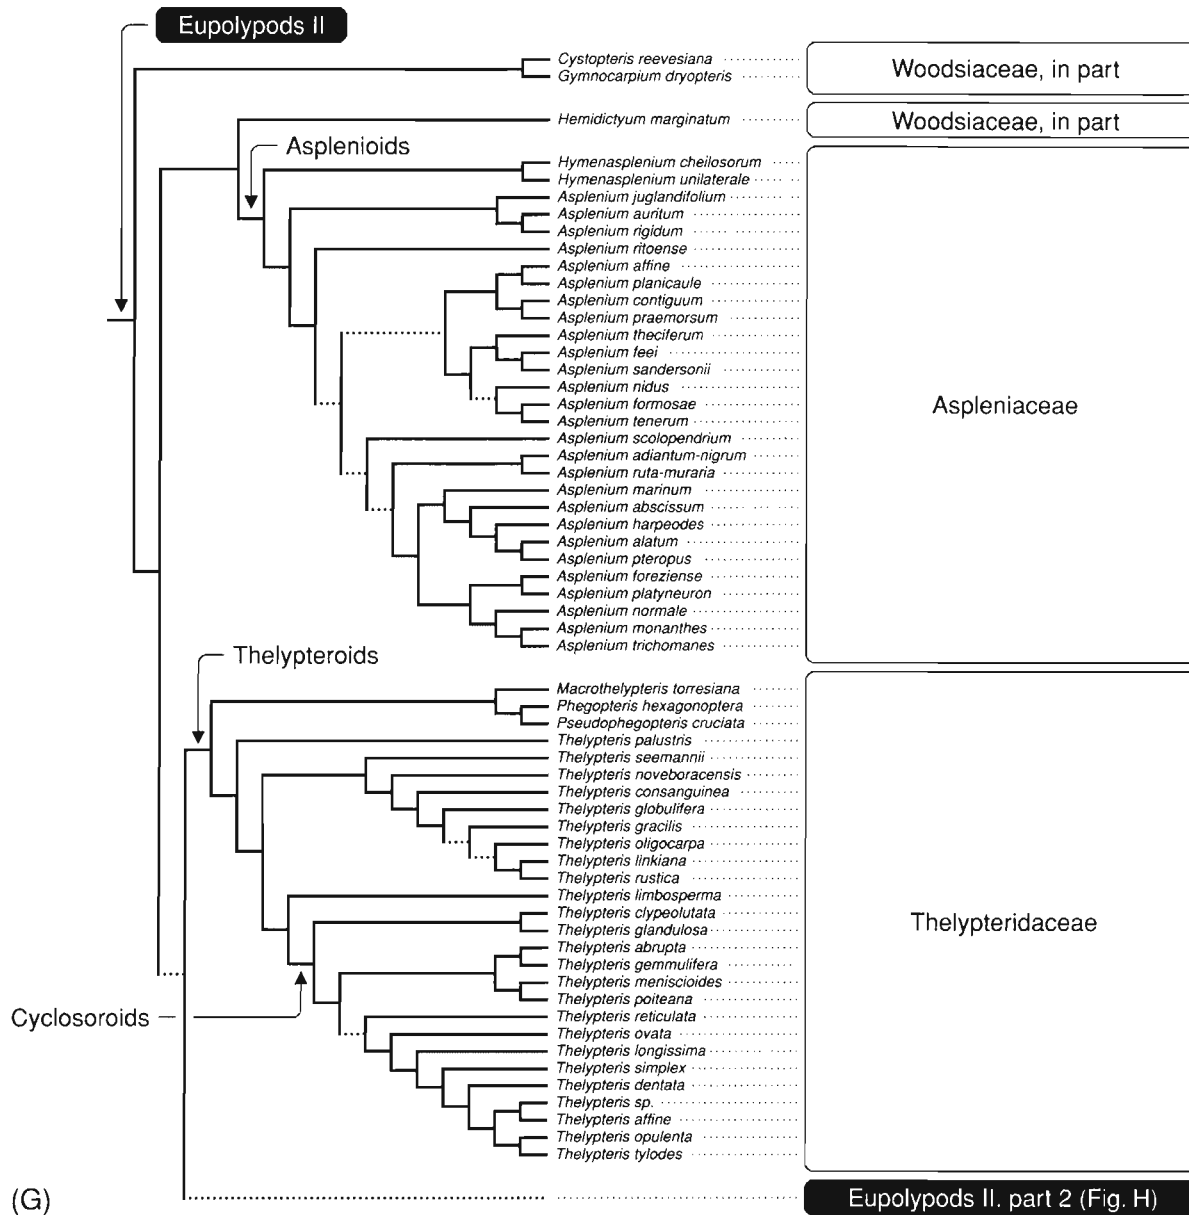 Eupolypods II
Cystopteris reevesiana
Gymnocarpium dryopteris
Woodsiaceae, in part
Hemidictyum marginatum
Woodsiaceae, in part
Asplenioids
Hymenasplenium cheilosorum
Hymenasplenium unilaterale
Asplenium juglandifolium
Asplenium auritum
Asplenium rigidum
Asplenium ritoense
Asplenium affine
Asplenium planicaule
Asplenium contiguum
Asplenium praemorsum
Asplenium theciferum
Asplenium feei
Asplenium sandersonii
Asplenium nidus
Asplenium formosae
Asplenium tenerum
Asplenium scolopendrium
Asplenium adiantum-nigrum
Asplenium ruta-muraria
Asplenium marinum
Asplenium abscissum
Asplenium harpeodes
Asplenium alatum
Asplenium pteropus
Asplenium foreziense
Asplenium platyneuron
Asplenium normale
Asplenium monanthes
Asplenium trichomanes
Aspleniaceae
Thelypteroids
Macrothelypteris torresiana
Phegopteris hexagonoptera
Pseudophegopteris cruciata
Thelypteris palustris
Thelypteris seemannii
Thelypteris noveboracensis
Thelypteris consanguinea
Thelypteris globulifera
Thelypteris gracilis
Thelypteris oligocarpa
Thelypteris linkiana
Thelypteris rustica
Thelypteris limbosperma
Thelypteris clypeolutata
Thelypteris glandulosa
Thelypteris abrupta
Thelypteris gemmulifera
Thelypteris meniscioides
Thelypteris poiteana
Thelypteris reticulata
Thelypteris ovata
Thelypteris longissima
Thelypteris simplex
Thelypteris dentata
Thelypteris sp.
Thelypteris affine
Thelypteris opulenta
Thelypteris tylodes
Thelypteridaceae
Cyclosoroids
(G)
Eupolypods II. part 2 (Fig. H)